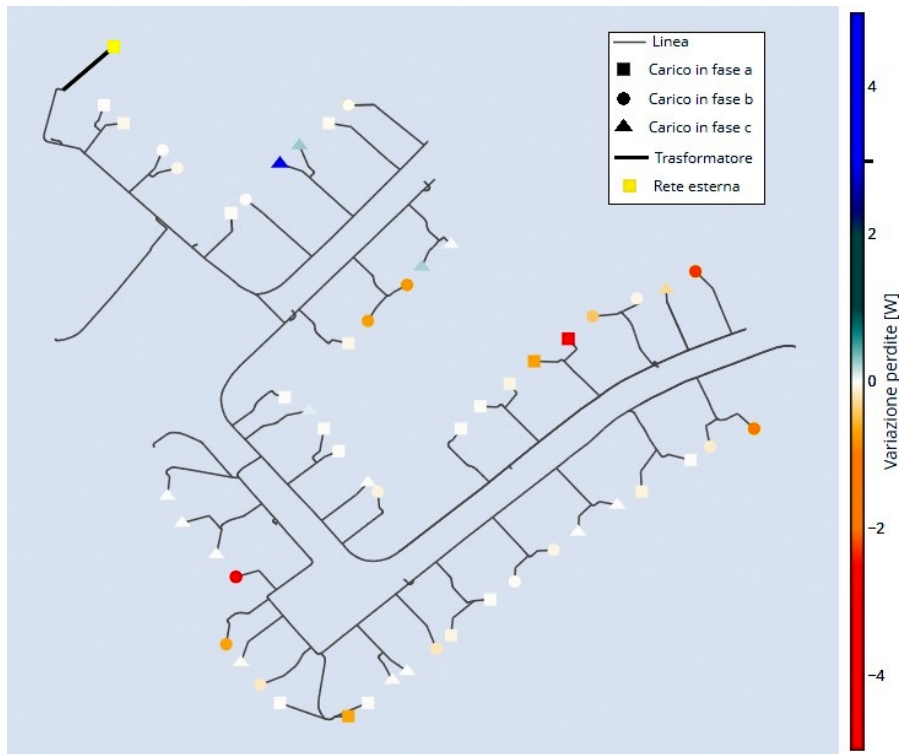 Linea
Carico in fase a
Carico in fase b
Carico in fase c
Trasformatore
Rete esterna
4
2
0
−2
−4
Variazione perdite [W]